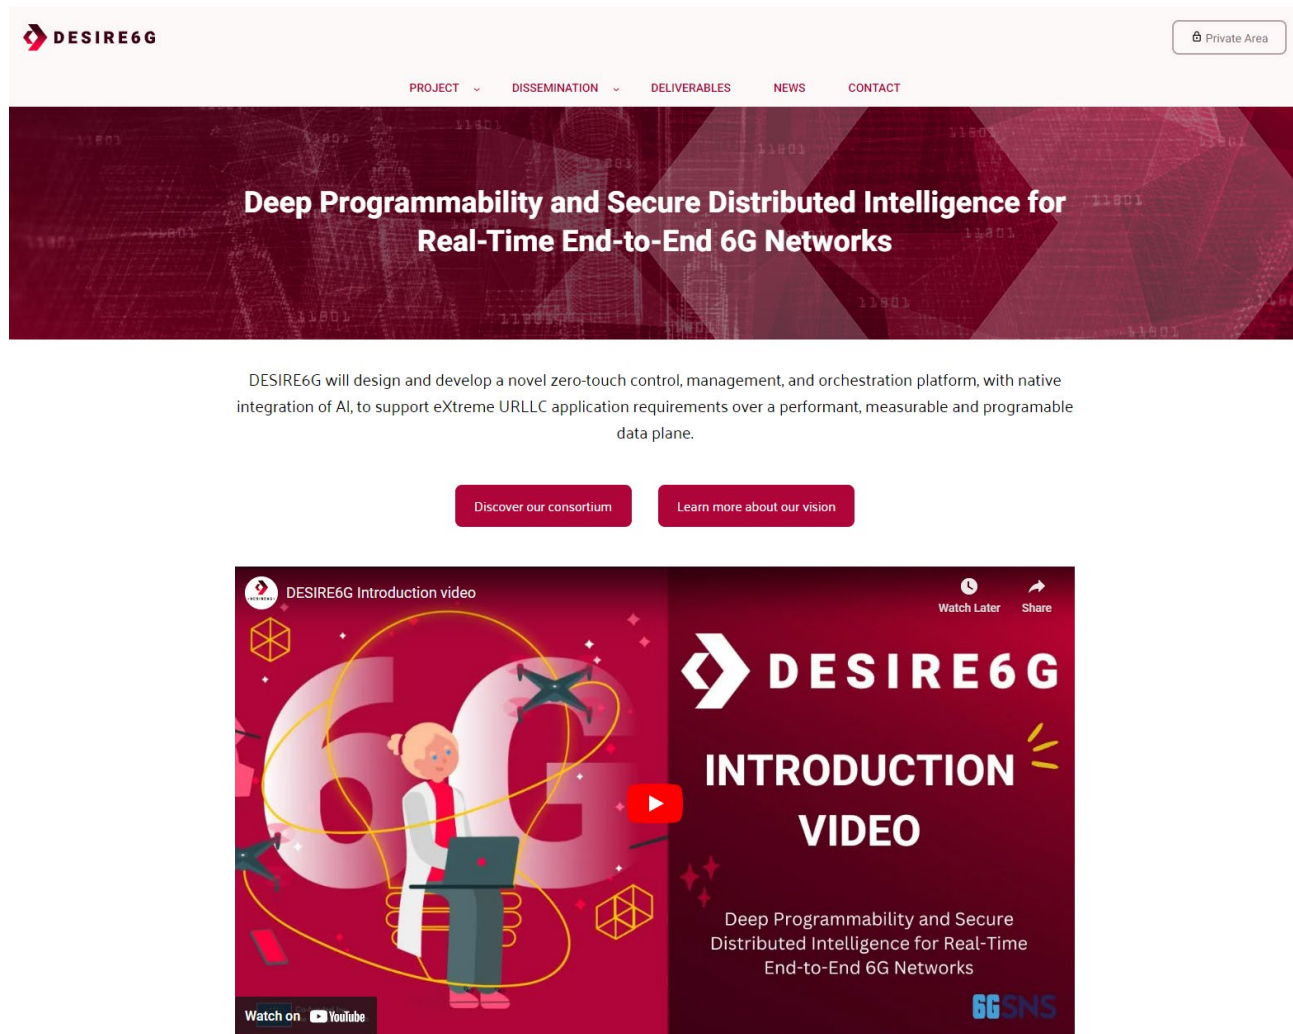 DESIRE6G
Private Area
PROJECT
DISSEMINATION
DELIVERABLES
NEWS
CONTACT
11801
Deep Programmability and Secure Distributed Intelligence for
Real-Time End-to-End 6G Networks
DESIRE6G will design and develop a novel zero-touch control, management, and orchestration platform, with native
integration of AI, to support eXtreme URLLC application requirements over a performant, measurable and programable
data plane.
Discover our consortium
Learn more about our vision
DESIRE6G Introduction video
Watch Later
Share
6G
DESIRE6G
INTRODUCTION
VIDEO
Deep Programmability and Secure
Distributed Intelligence for Real-Time
End-to-End 6G Networks
6GSNS
Watch on YouTube